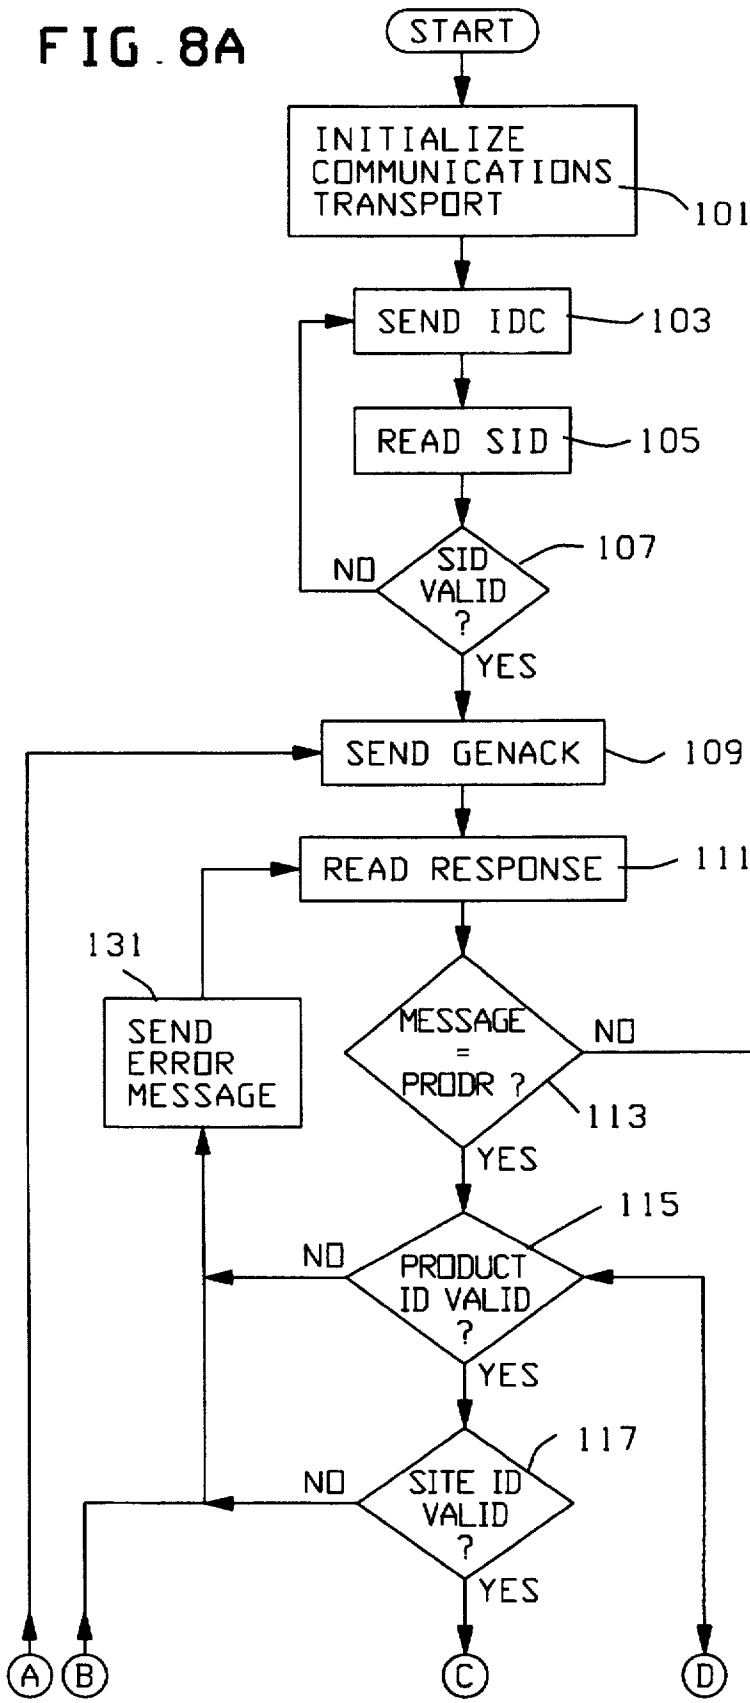 FIG. 8A
START
INITIALIZE
COMMUNICATIONS
TRANSPORT
101
SEND IDC
103
READ SID
105
SID
VALID
?
107
NO
YES
SEND GENACK
109
READ RESPONSE
111
131
SEND
ERROR
MESSAGE
MESSAGE
=
PRODR ?
NO
113
YES
115
NO
PRODUCT
ID VALID
?
YES
117
NO
SITE ID
VALID
?
YES
A
B
C
D